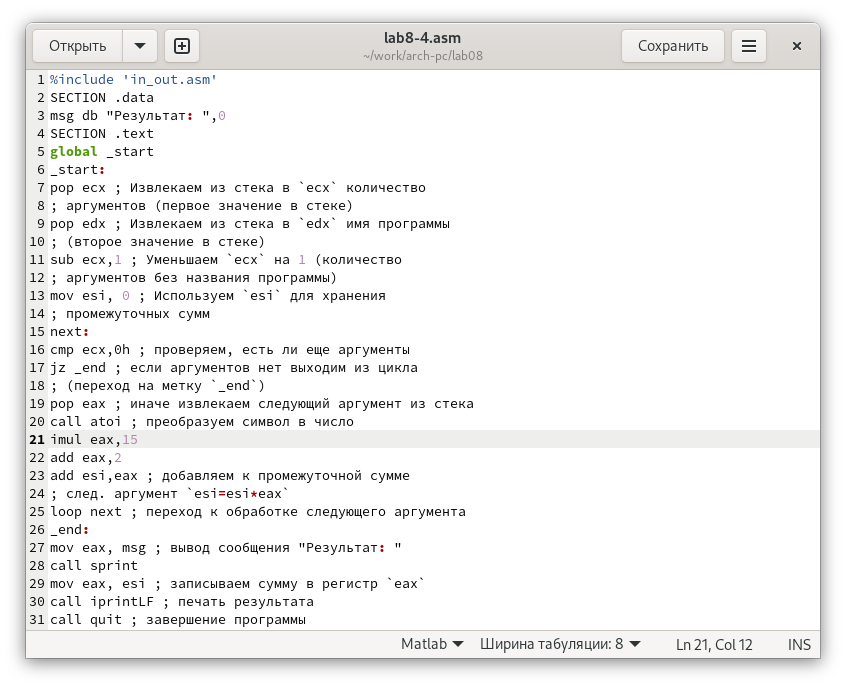 Открыть
lab8-4.asm
~/work/arch-pc/lab08
Сохранить
1 %include 'in_out.asm'
2 SECTION .data
3 msg db "Результат: ",0
4 SECTION .text
5 global _start
6 _start:
7 pop ecx ; Извлекаем из стека в `ecx` количество
8 ; аргументов (первое значение в стеке)
9 pop edx ; Извлекаем из стека в `edx` имя программы
10 ; (второе значение в стеке)
11 sub ecx,1 ; Уменьшаем `ecx` на 1 (количество
12 ; аргументов без названия программы)
13 mov esi, 0 ; Используем `esi` для хранения
14 ; промежуточных сумм
15 next:
16 cmp ecx,0h ; проверяем, есть ли еще аргументы
17 jz _end ; если аргументов нет выходим из цикла
18 ; (переход на метку `_end`)
19 pop eax ; иначе извлекаем следующий аргумент из стека
20 call atoi ; преобразуем символ в число
21 imul eax,15
22 add eax,2
23 add esi,eax ; добавляем к промежуточной сумме
24 ; след. аргумент `esi=esi*eax`
25 loop next ; переход к обработке следующего аргумента
26 _end:
27 mov eax, msg ; вывод сообщения "Результат: "
28 call sprint
29 mov eax, esi ; записываем сумму в регистр `eax`
30 call iprintLF ; печать результата
31 call quit ; завершение программы
Matlab Ширина табуляции: 8 Ln 21, Col 12 INS